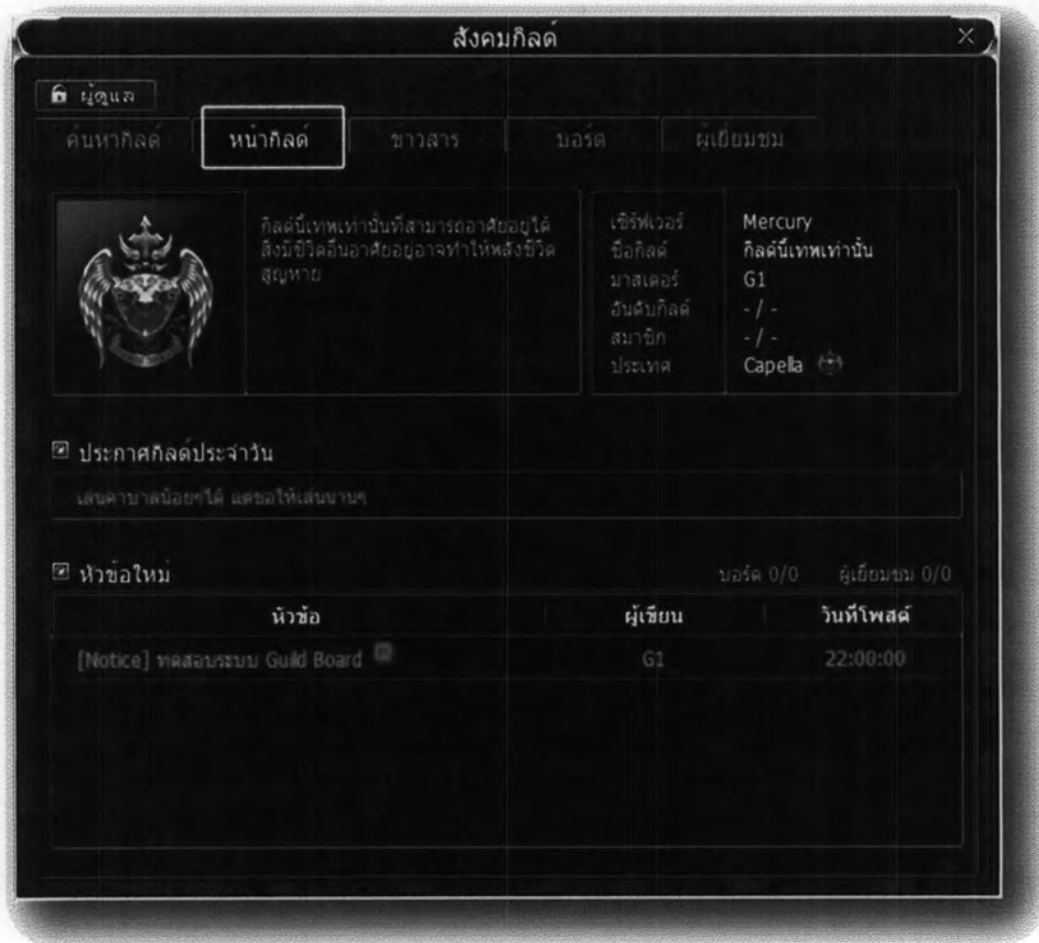 สังคมกิลด์
ผู้ดูแล
ค้นหากิลด์ หน้ากิลด์ ข่าวสาร บอร์ด ผู้เยี่ยมชม
กิลด์นี้เทพเท่านั้นที่สามารถอาศัยอยู่ได้
สิ่งมีชีวิตอื่นอาศัยอยู่อาจทำให้พลังชีวิต
สูญหาย
เซิร์ฟเวอร์ Mercury
ชื่อกิลด์ กิลด์นี้เทพเท่านั้น
มาสเตอร์ G1
อันดับกิลด์ - / -
สมาชิก - / -
ประเทศ Capella
ประกาศกิลด์ประจำวัน
เล่นคาบาลน้อยๆได้ แต่ขอให้เล่นนานๆ
หัวข้อใหม่ บอร์ด 0/0 ผู้เยี่ยมชม 0/0
หัวข้อ ผู้เขียน วันที่โพสต์
[Notice] ทดสอบระบบ Guild Board G1 22:00:00